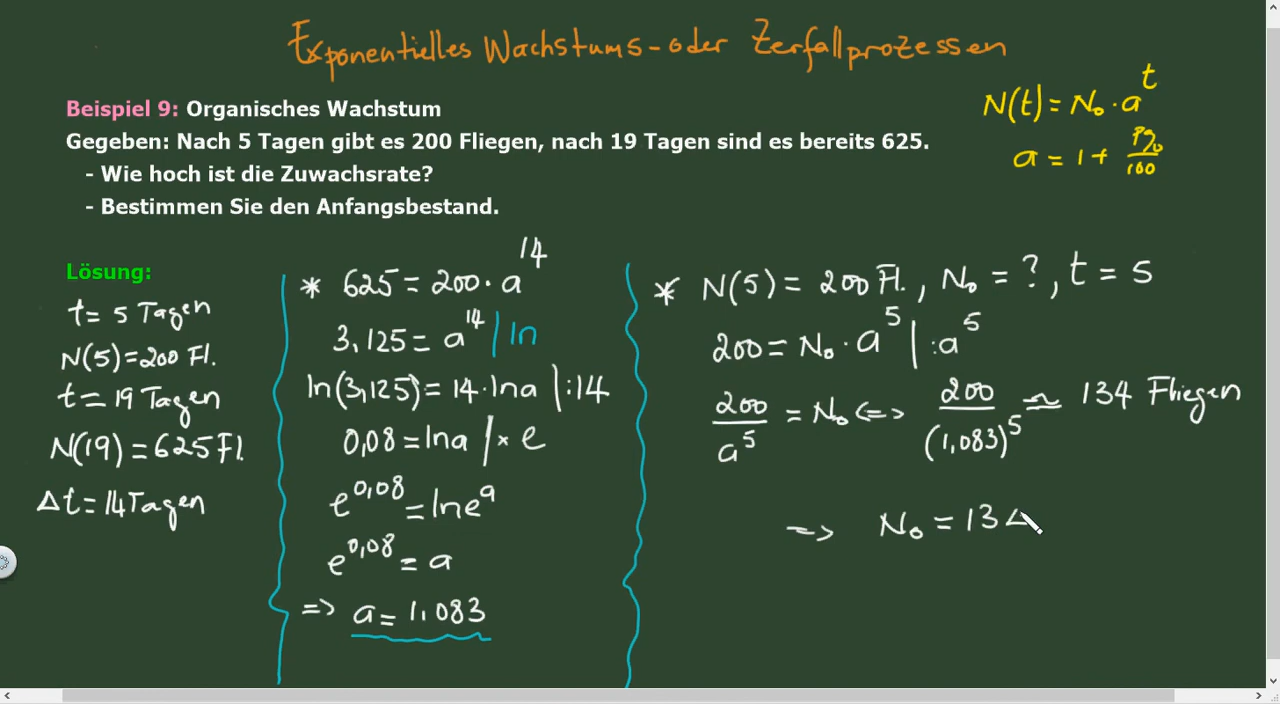 Exponentielles Wachstums-oder Zerfallprozessen
N(t) = N₀ · a^t
a = 1 + P%/100
Beispiel 9: Organisches Wachstum
Gegeben: Nach 5 Tagen gibt es 200 Fliegen, nach 19 Tagen sind es bereits 625.
- Wie hoch ist die Zuwachsrate?
- Bestimmen Sie den Anfangsbestand.
Lösung:
t = 5 Tagen
N(5) = 200 Fl.
t = 19 Tagen
N(19) = 625 Fl.
Δt = 14 Tagen
* 625 = 200 · a^14
3,125 = a^14 | ln
ln(3,125) = 14 · ln a | :14
0,08 = ln a | × e
e^0,08 = ln e^a
e^0,08 = a
=> a = 1,083
* N(5) = 200 Fl., N₀ = ?, t = 5
200 = N₀ · a^5 | :a^5
200/a^5 = N₀ <=> 200/(1,083)^5 ≃ 134 Fliegen
=> N₀ = 134